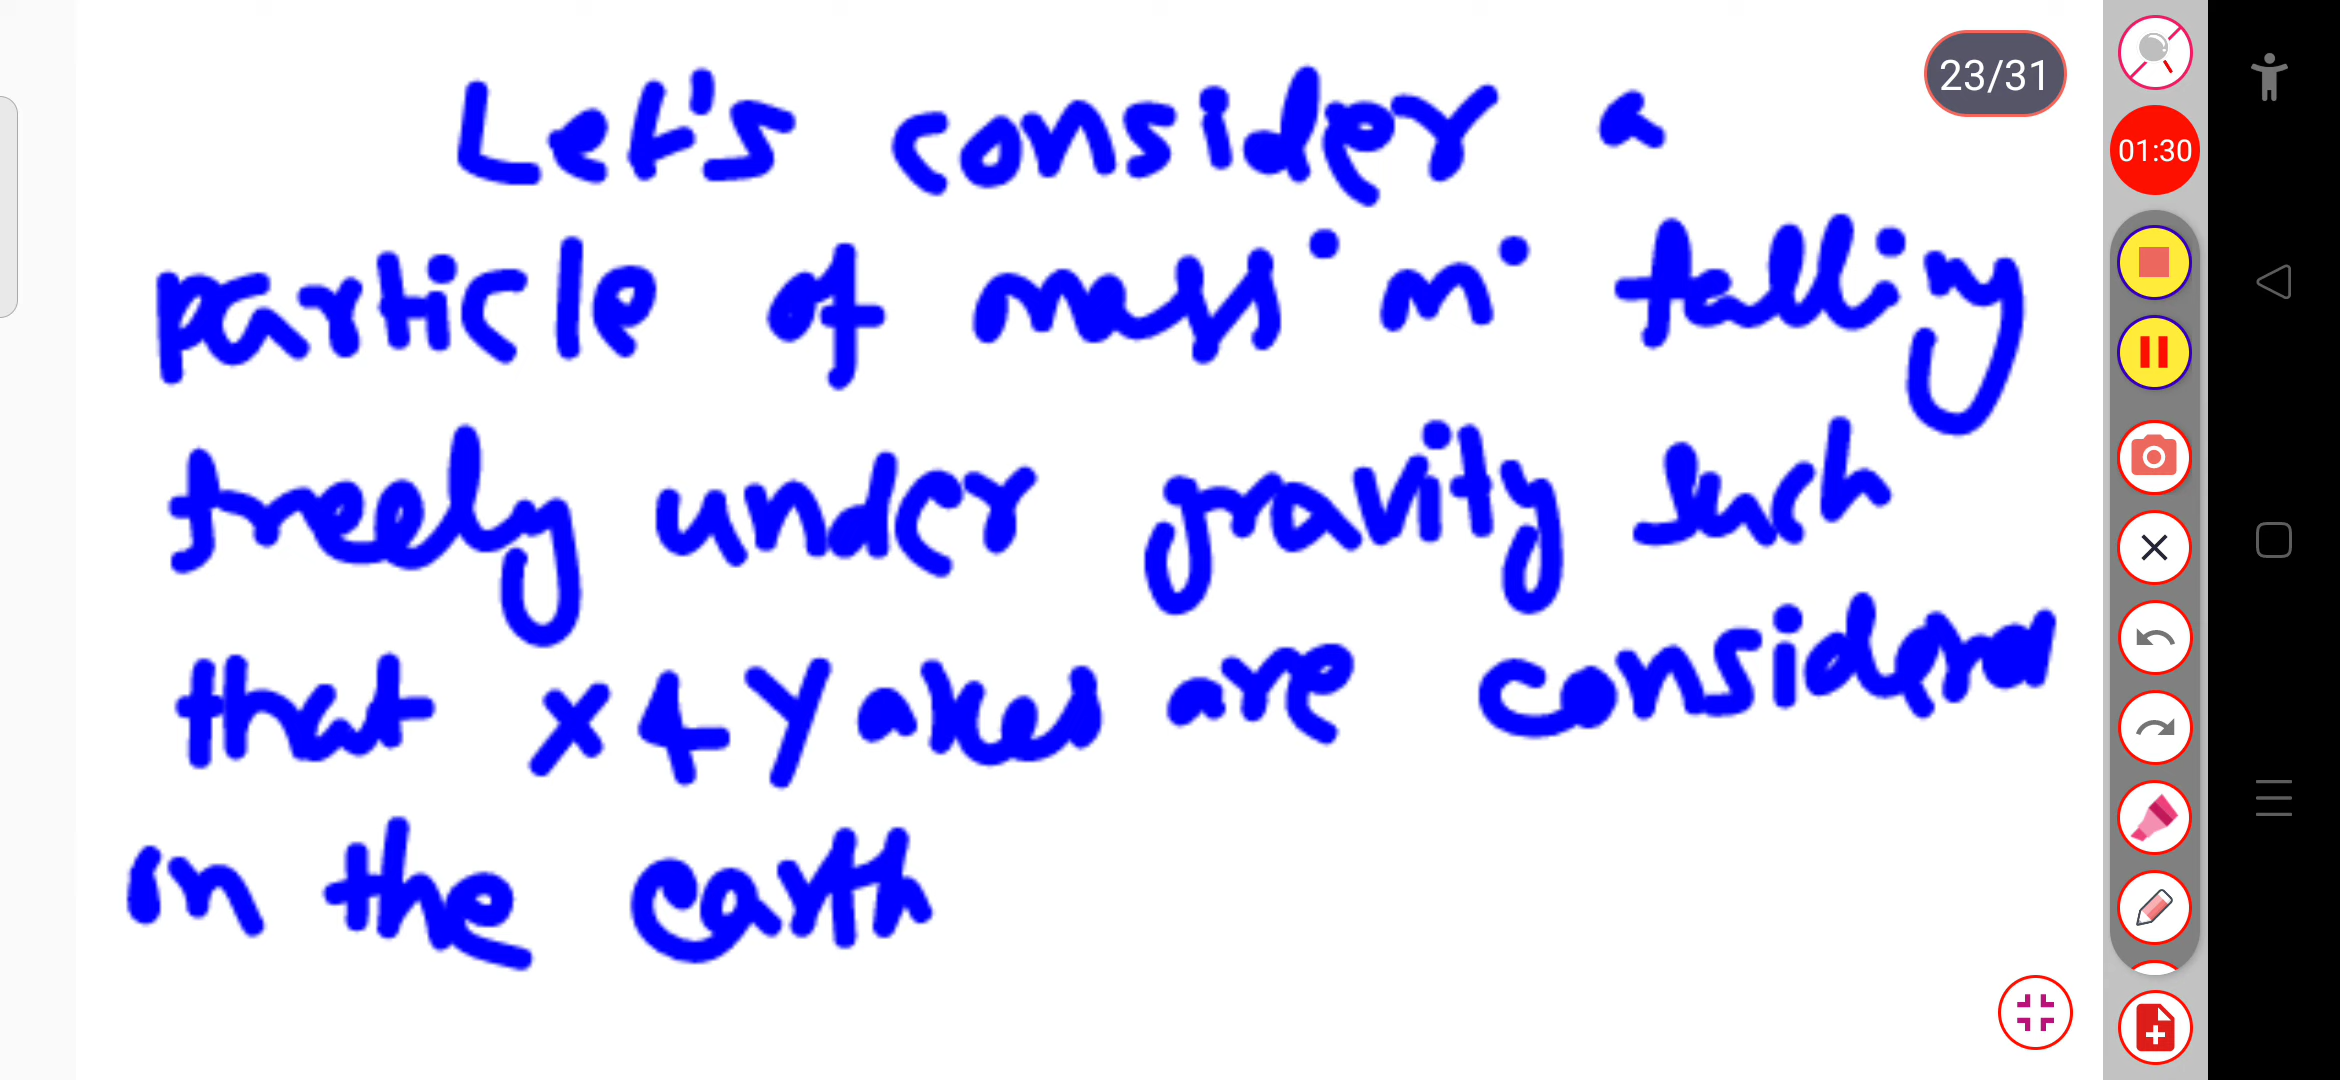 Let's consider a
23/31
01:30
particle of mass 'm' falling
freely under gravity such
that x & y axes are considered
in the earth